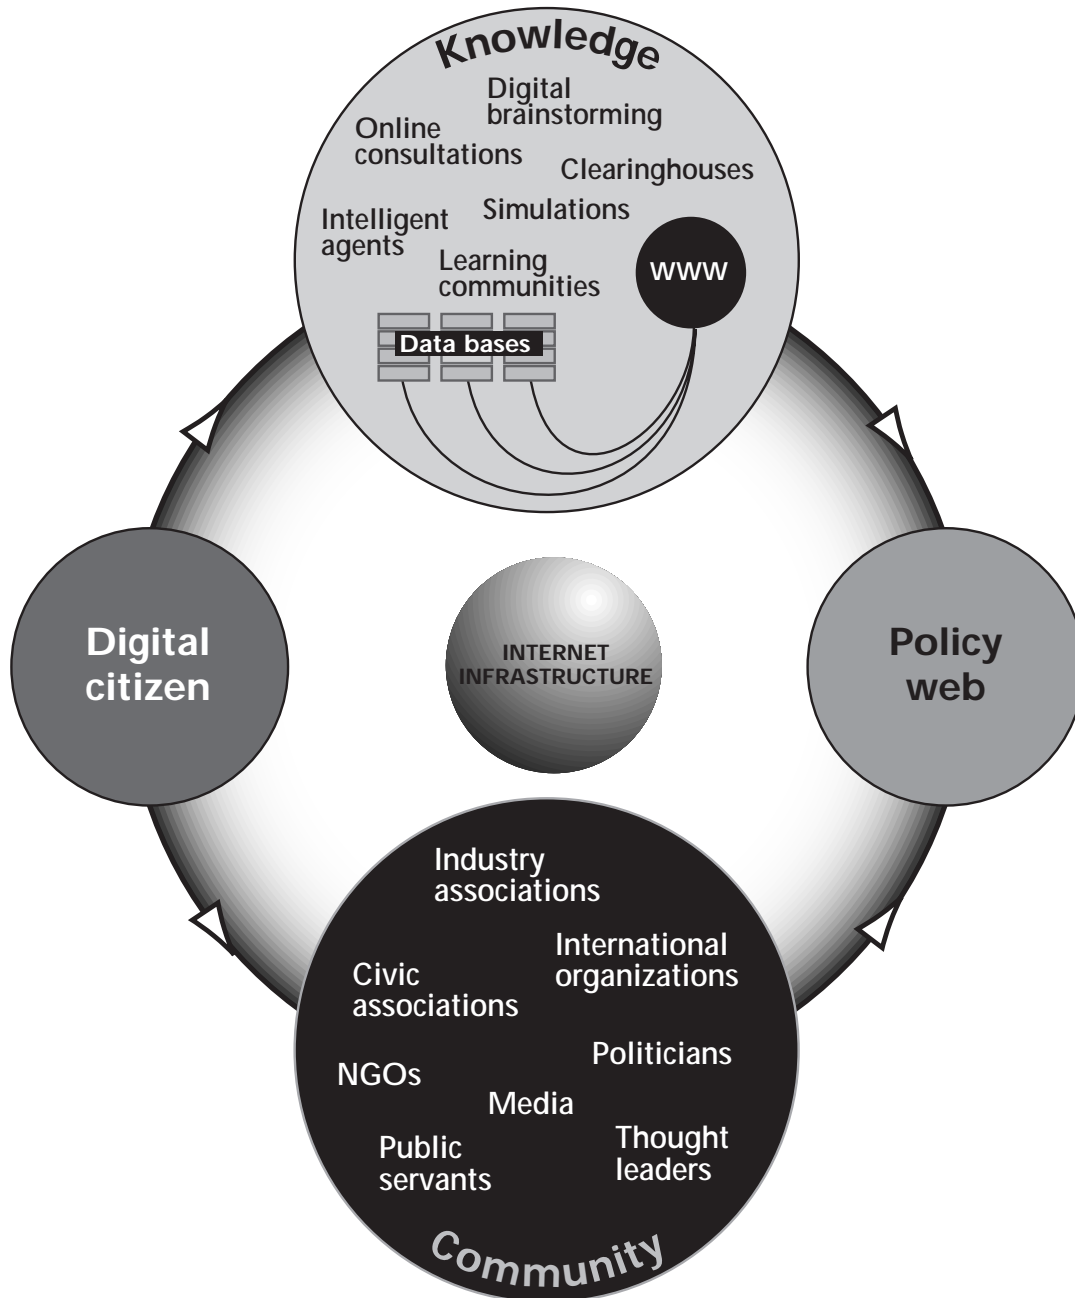 Knowledge
Digital
brainstorming
Online
consultations
Clearinghouses
Simulations
Intelligent
agents
Learning
communities
www
Data bases
Digital
citizen
INTERNET
INFRASTRUCTURE
Policy
web
Industry
associations
International
organizations
Civic
associations
Politicians
NGOs
Media
Thought
leaders
Public
servants
Community